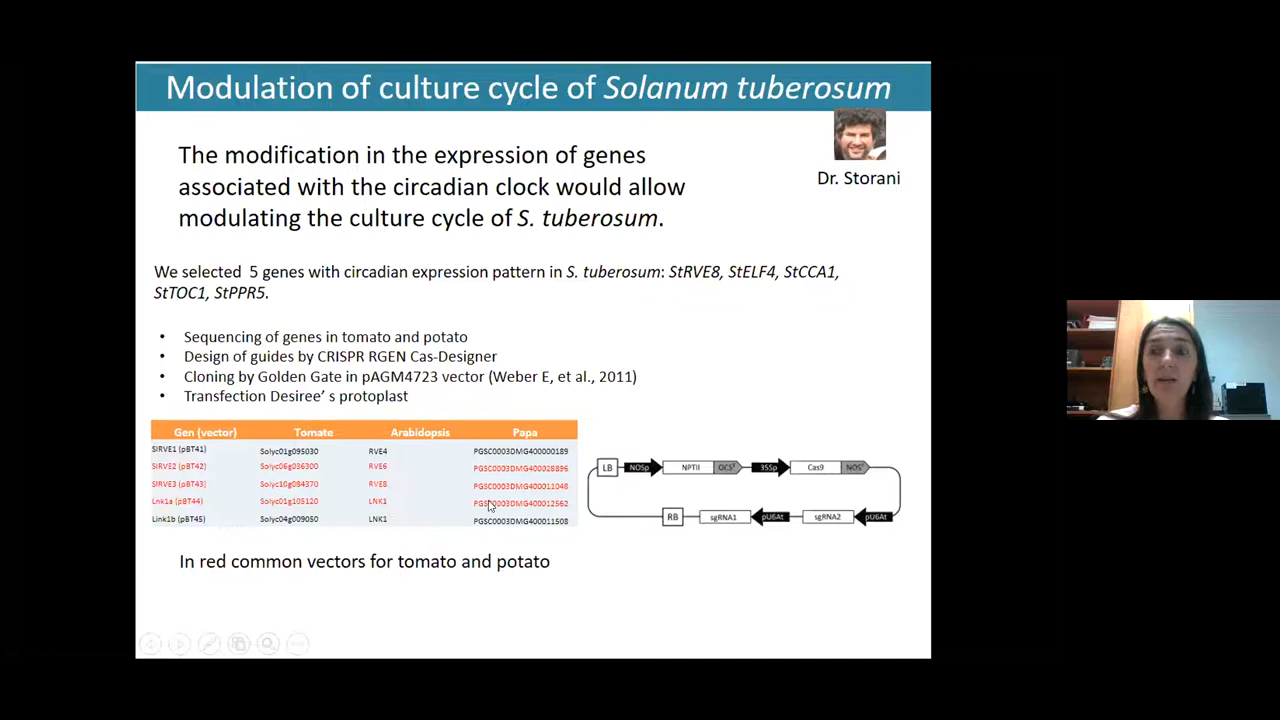 Modulation of culture cycle of Solanum tuberosum
The modification in the expression of genes
associated with the circadian clock would allow
modulating the culture cycle of S. tuberosum.
Dr. Storani
We selected 5 genes with circadian expression pattern in S. tuberosum: StRVE8, StELF4, StCCA1,
StTOC1, StPPR5.
• Sequencing of genes in tomato and potato
• Design of guides by CRISPR RGEN Cas-Designer
• Cloning by Golden Gate in pAGM4723 vector (Weber E, et al., 2011)
• Transfection Desiree' s protoplast
Gen (vector) Tomate Arabidopsis Papa
SlRVE1 (pBT41) Solyc01g095030 RVE4 PGSC0003DMG400000189
SlRVE2 (pBT42) Solyc06g036300 RVE6 PGSC0003DMG400028896
SlRVE3 (pBT43) Solyc10g084370 RVE8 PGSC0003DMG400011048
Lnk1a (pBT44) Solyc01g105120 LNK1 PGSC0003DMG400012562
Lnk1b (pBT45) Solyc04g009050 LNK1 PGSC0003DMG400011508
LB NOSp NPTII OCST 35Sp Cas9 NOST
RB sgRNA1 pU6At sgRNA2 pU6At
In red common vectors for tomato and potato